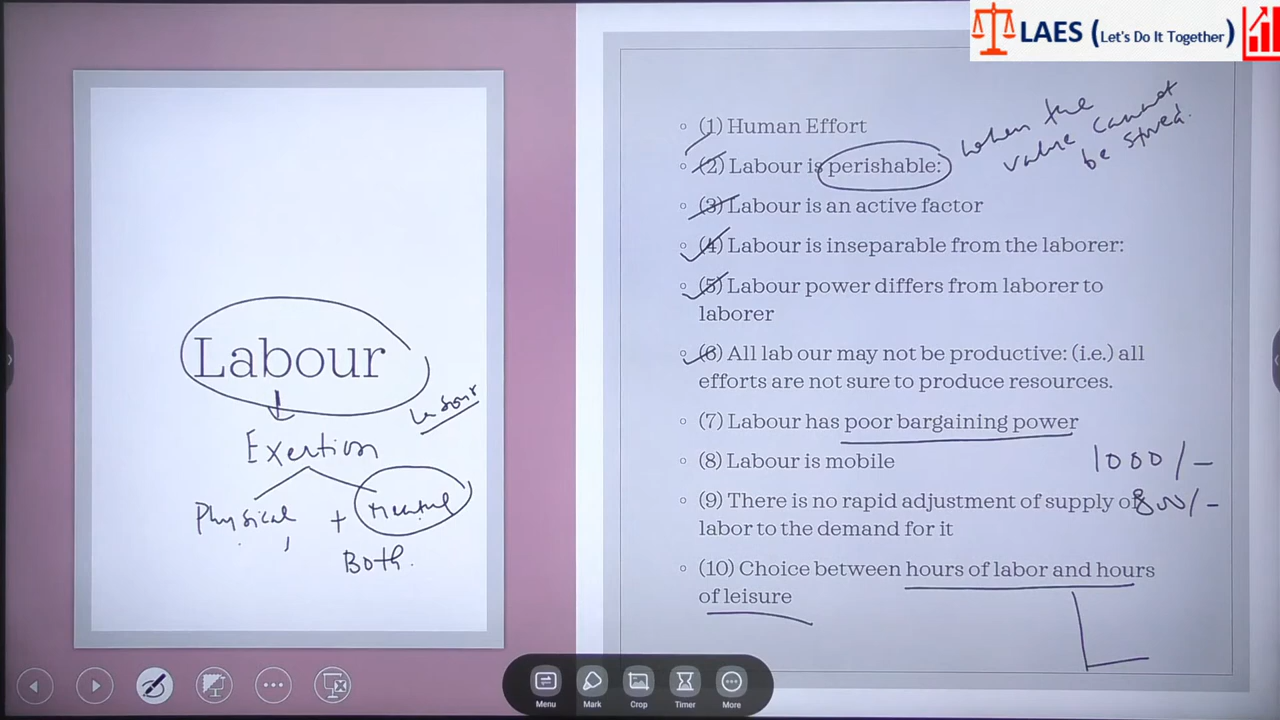 LAES (Let's Do It Together)
Labour
Labour
Exertion
Physical + Mental
Both.
(1) Human Effort
(2) Labour is perishable:
when the
value cannot
be stored.
(3) Labour is an active factor
(4) Labour is inseparable from the laborer:
(5) Labour power differs from laborer to
laborer
(6) All lab our may not be productive: (i.e.) all
efforts are not sure to produce resources.
(7) Labour has poor bargaining power
(8) Labour is mobile
1000/-
(9) There is no rapid adjustment of supply of
800/-
labor to the demand for it
(10) Choice between hours of labor and hours
of leisure
Menu
Mark
Crop
Timer
More